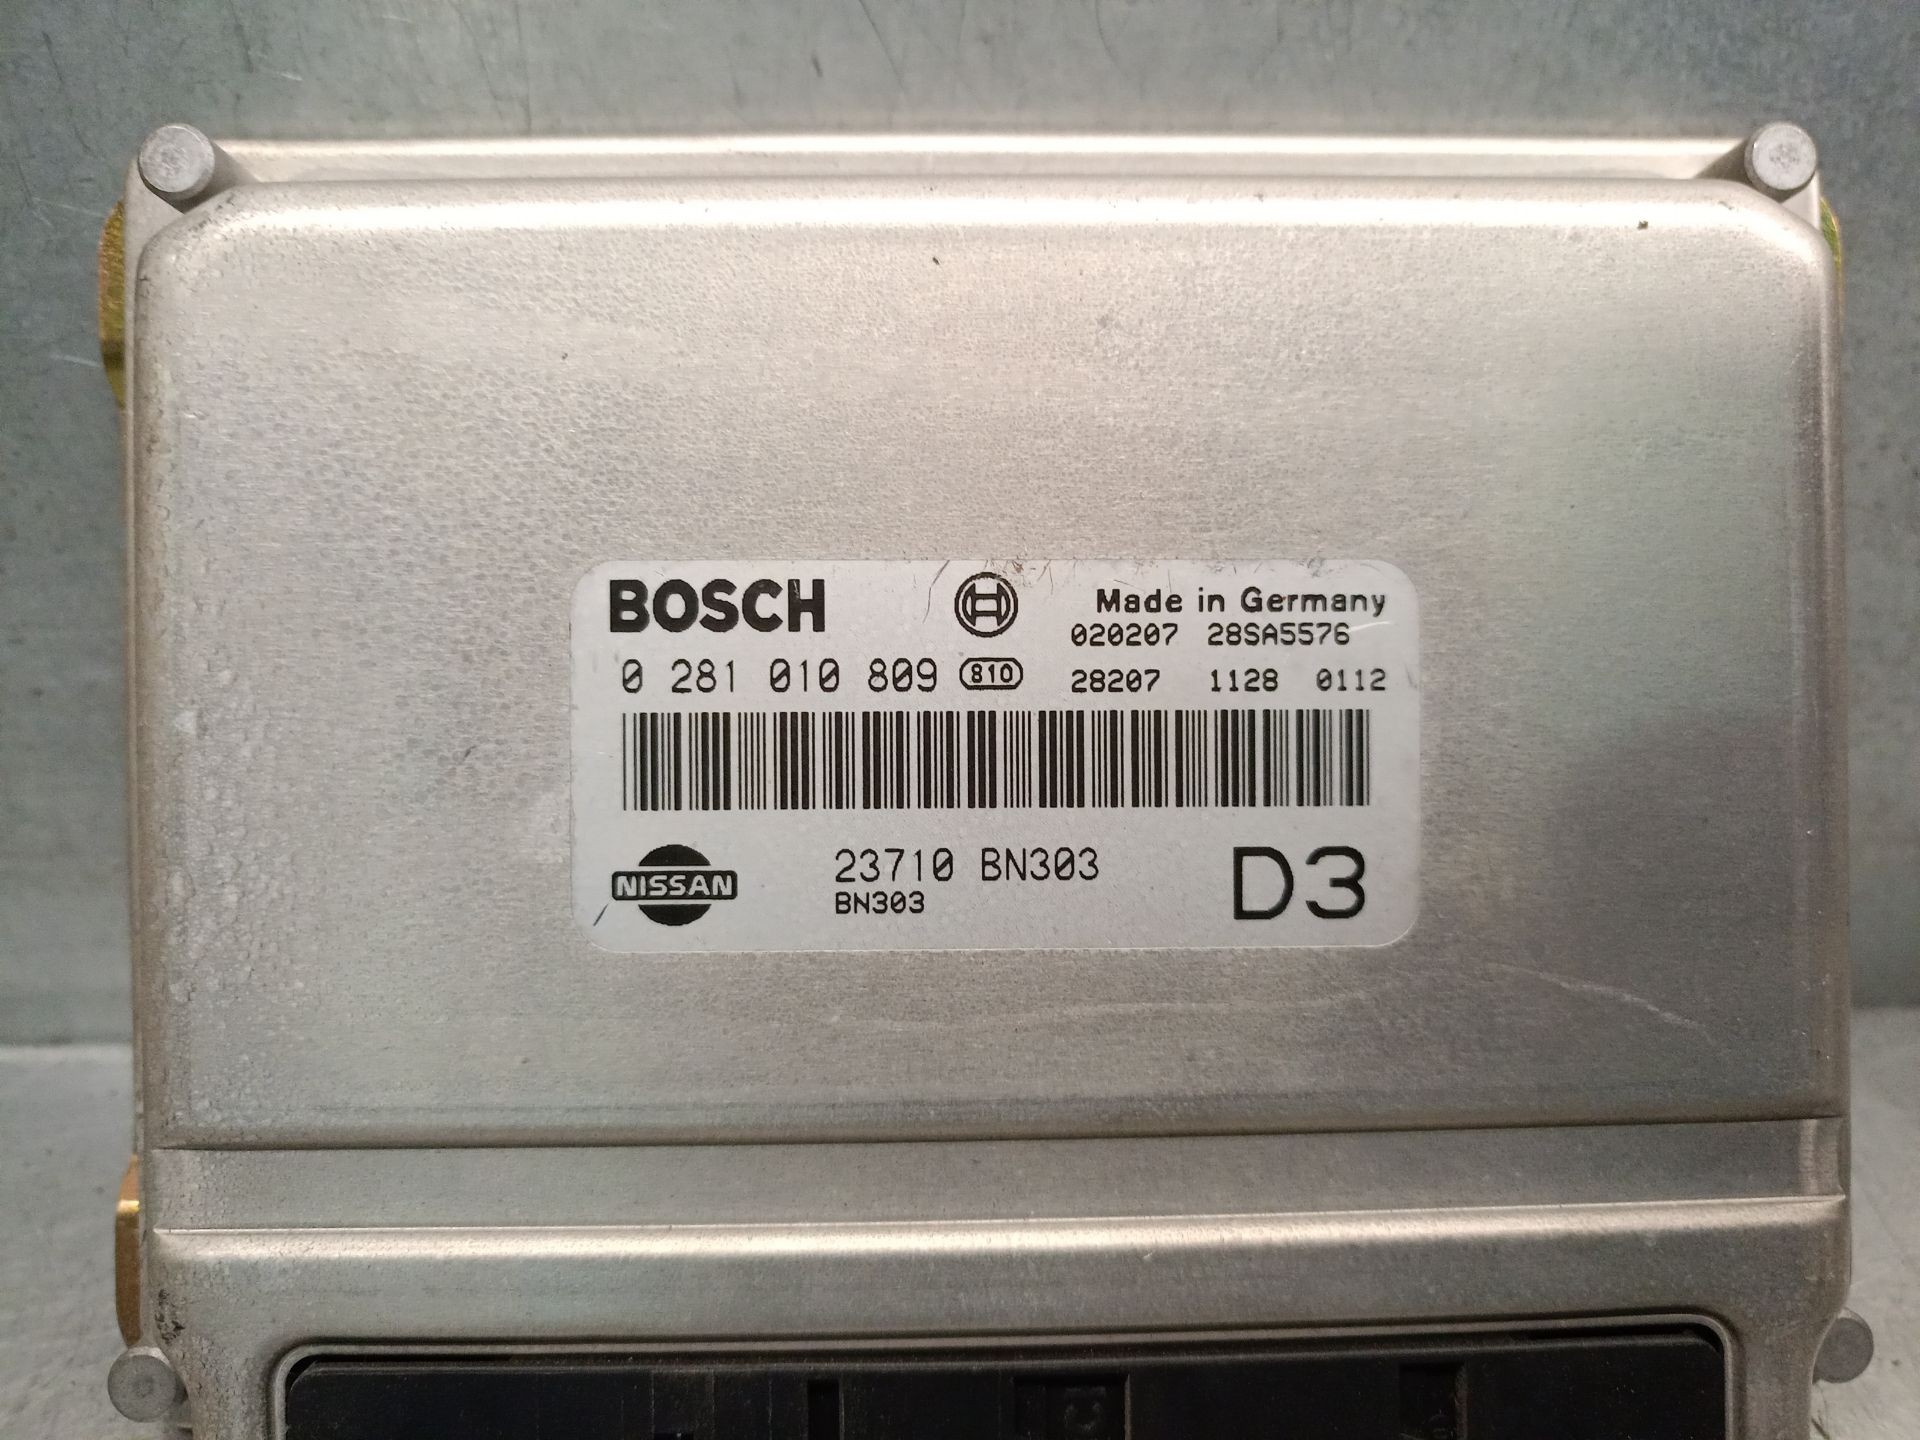 BOSCH
Made in Germany
020207 28SA5576
0 281 010 809 810 28207 1128 0112
NISSAN
23710 BN303
BN303
D3